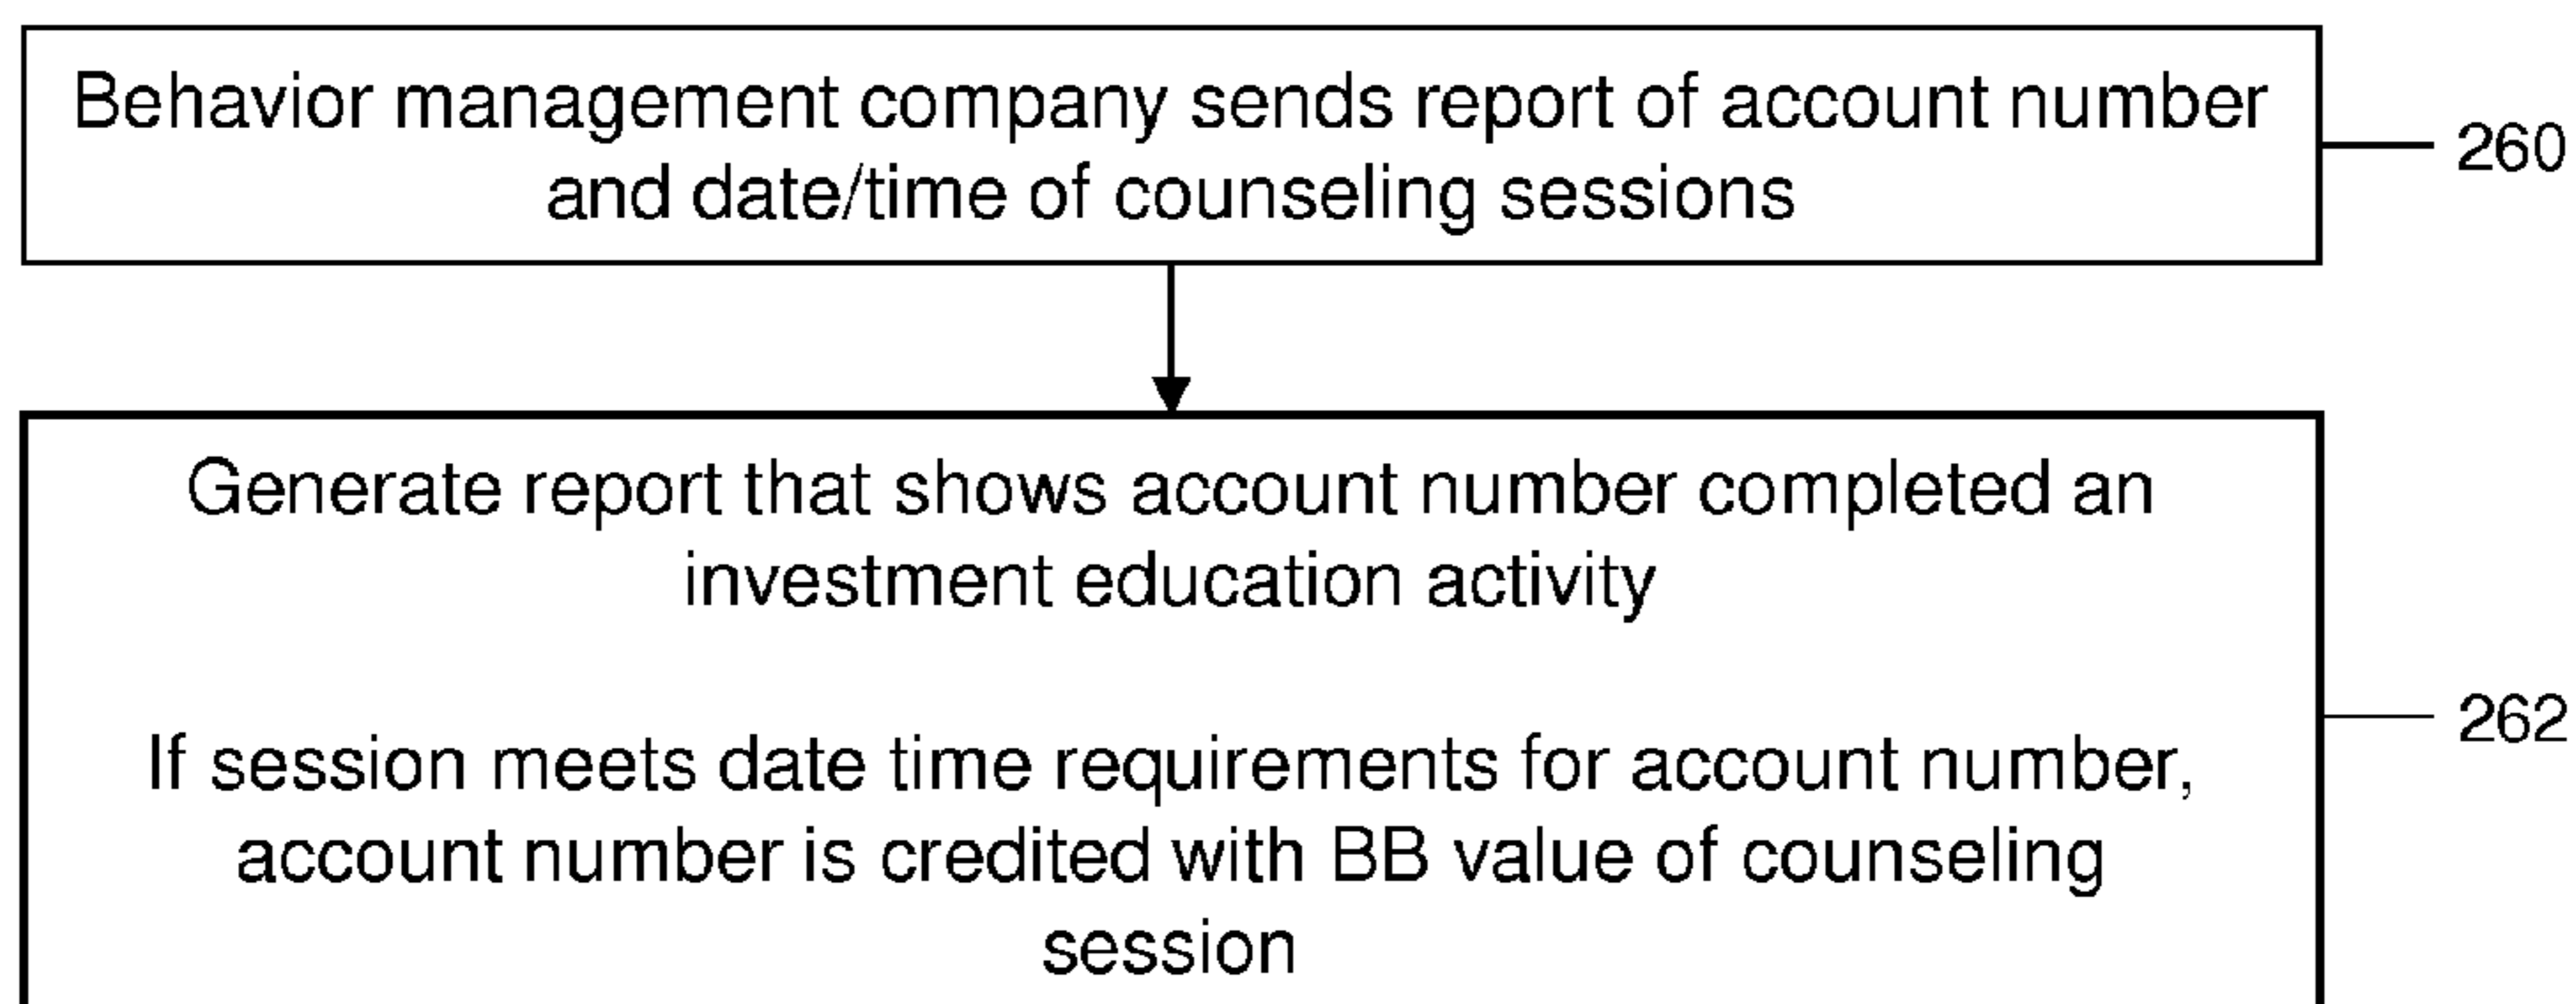 Behavior management company sends report of account number
and date/time of counseling sessions
260
Generate report that shows account number completed an
investment education activity
If session meets date time requirements for account number,
account number is credited with BB value of counseling
session
262